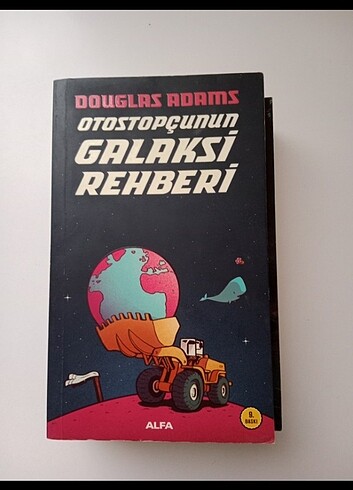 DOUGLAS ADAMS
OTOSTOPÇUNUN
GALAKSİ
REHBERİ
9.
BASKI
ALFA